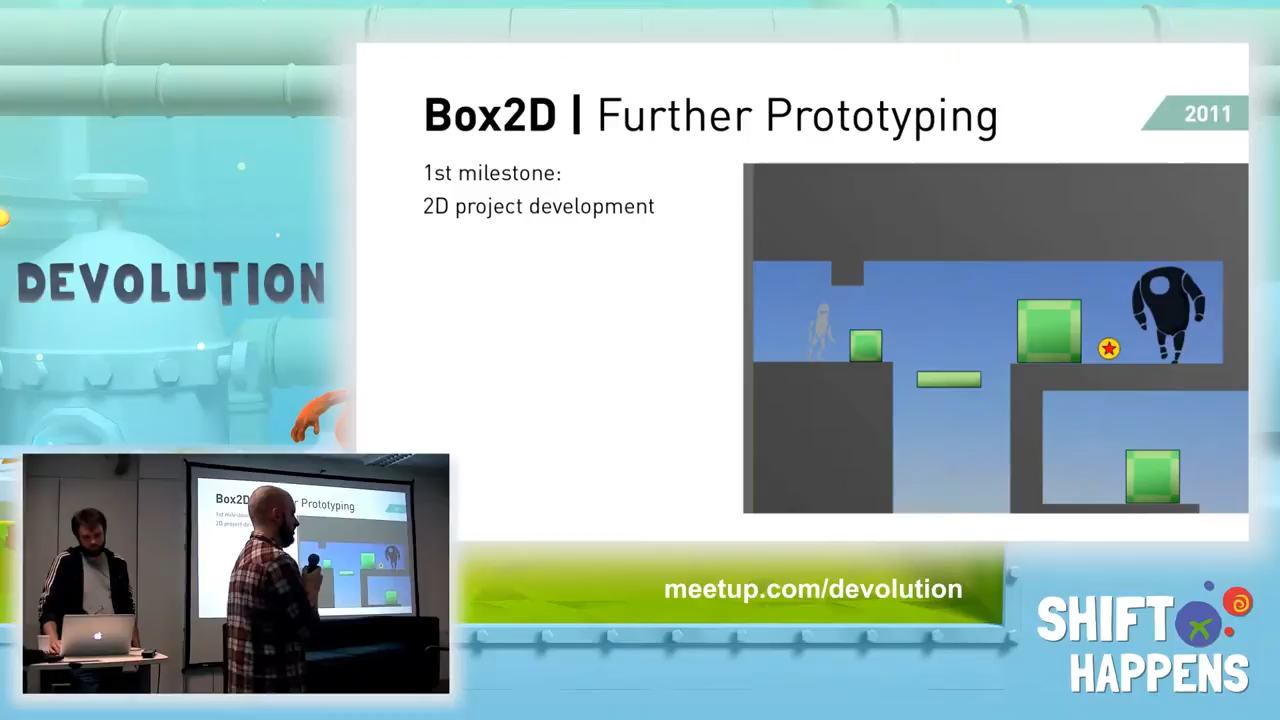 Box2D | Further Prototyping
2011
1st milestone:
2D project development
DEVOLUTION
Box2D
Prototyping
meetup.com/devolution
SHIFT
HAPPENS